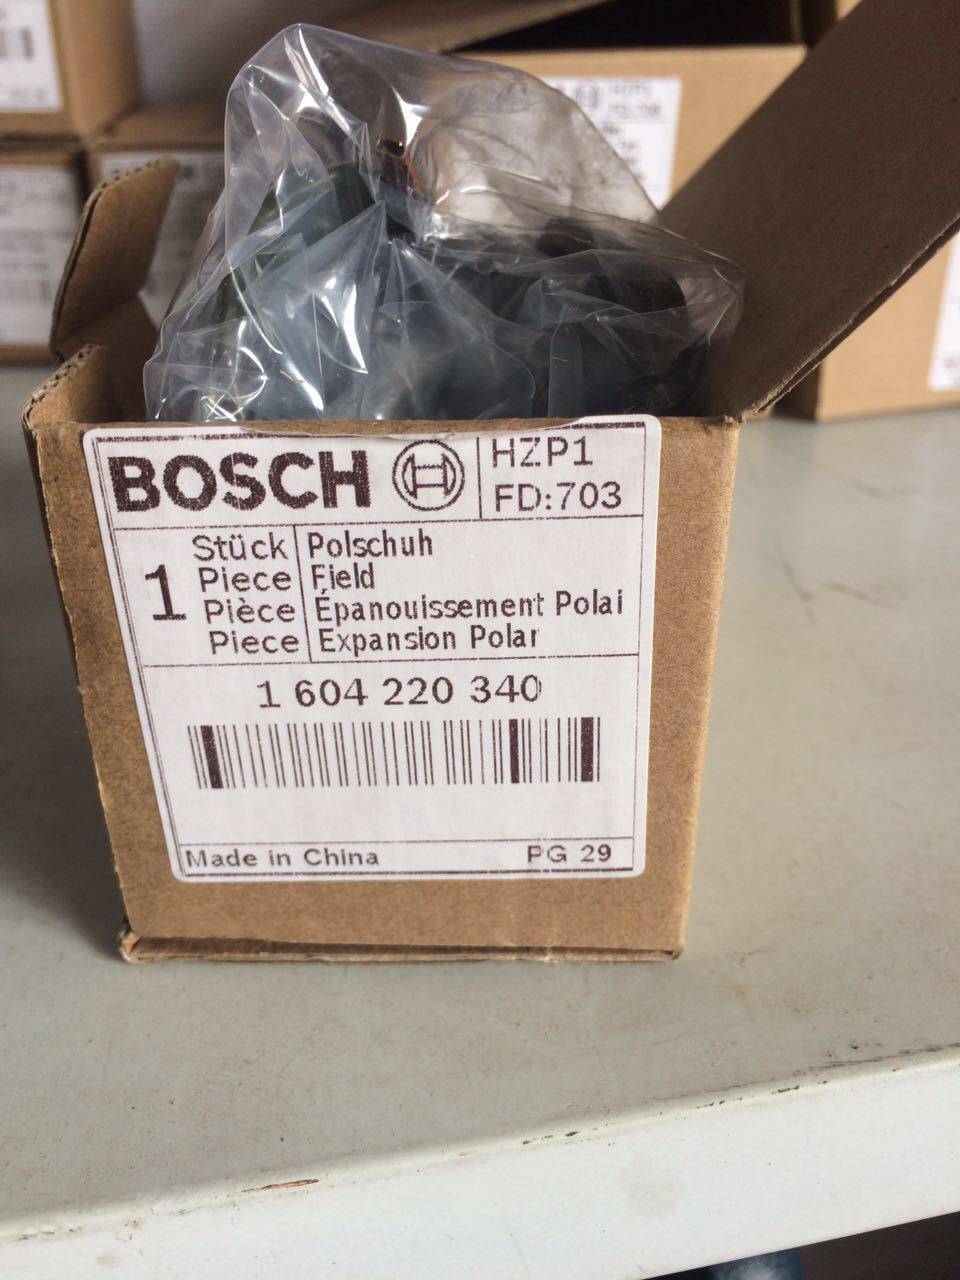 BOSCH
HZP1
FD:703
1
Stück Polschuh
Piece Field
Pièce Épanouissement Polai
Piece Expansion Polar
1 604 220 340
Made in China PG 29